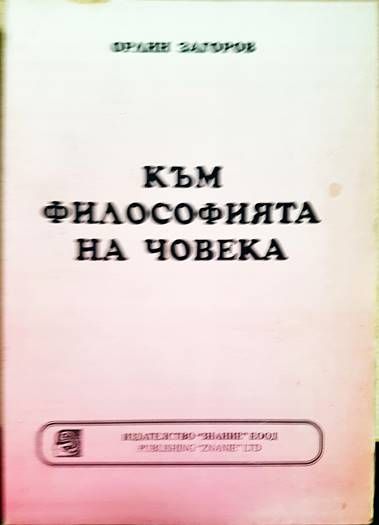 ОРЛИН ЗАГОРОВ
КЪМ
ФИЛОСОФИЯТА
НА ЧОВЕКА
ИЗДАТЕЛСТВО "ЗНАНИЕ" ЕООД
PUBLISHING "ZNANIE" LTD